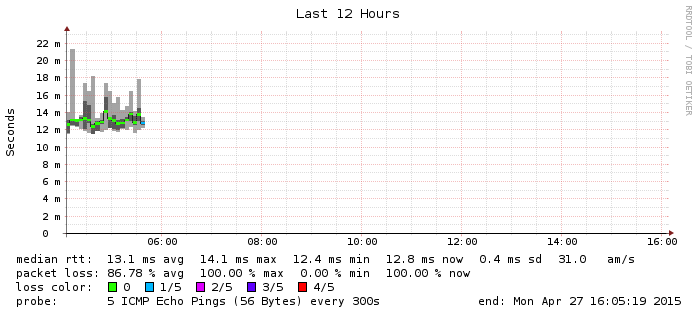 Last 12 Hours
RRDTOOL / TOBI OETIKER
Seconds
22 m
20 m
18 m
16 m
14 m
12 m
10 m
8 m
6 m
4 m
2 m
0
06:00 08:00 10:00 12:00 14:00 16:00
median rtt: 13.1 ms avg 14.1 ms max 12.4 ms min 12.8 ms now 0.4 ms sd 31.0 am/s
packet loss: 86.78 % avg 100.00 % max 0.00 % min 100.00 % now
loss color: 0 1/5 2/5 3/5 4/5
probe: 5 ICMP Echo Pings (56 Bytes) every 300s end: Mon Apr 27 16:05:19 2015